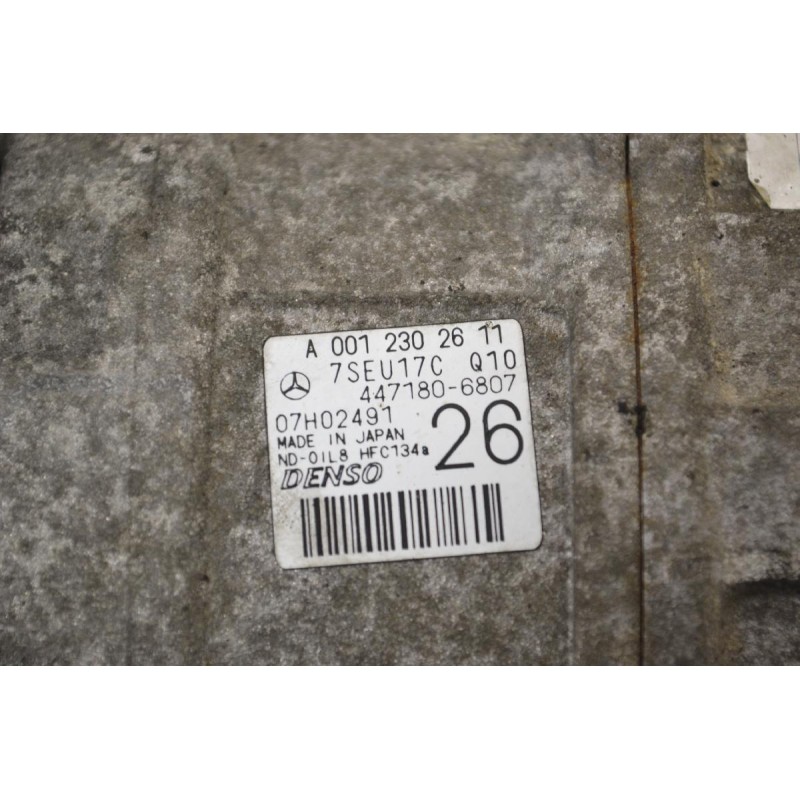 A 001 230 26 11
7SEU17C Q10
447180-6807
07H02491
26
MADE IN JAPAN
ND-OIL8 HFC134a
DENSO